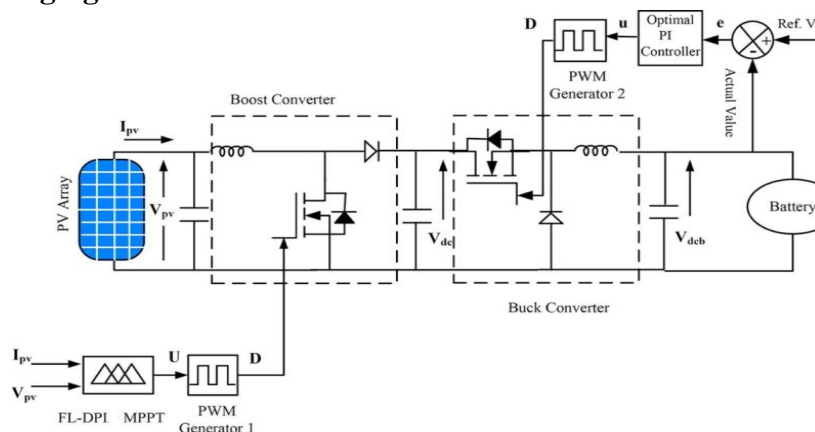 D
u
Optimal
PI
Controller
e
Ref. V
+
-
PWM
Generator 2
Actual Value
Boost Converter
Ipv
PV Array
Vpv
Vdc
Vdcb
Battery
Buck Converter
Ipv
Vpv
U
D
FL-DPI MPPT
PWM
Generator 1